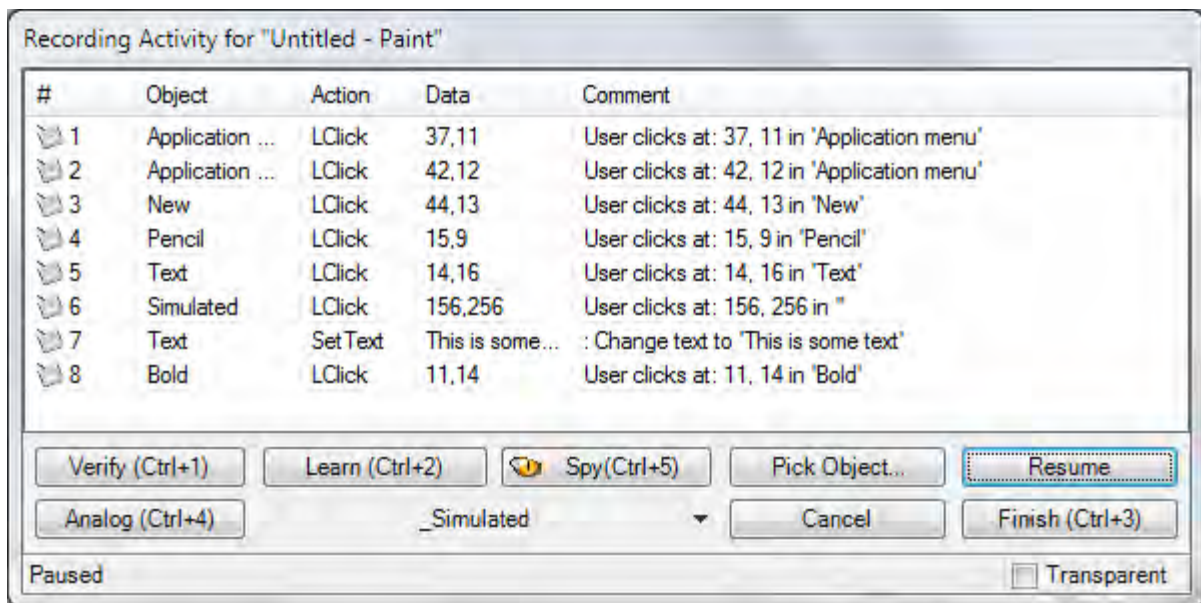 Recording Activity for "Untitled - Paint"
# Object Action Data Comment
1 Application ... LClick 37,11 User clicks at: 37, 11 in 'Application menu'
2 Application ... LClick 42,12 User clicks at: 42, 12 in 'Application menu'
3 New LClick 44,13 User clicks at: 44, 13 in 'New'
4 Pencil LClick 15,9 User clicks at: 15, 9 in 'Pencil'
5 Text LClick 14,16 User clicks at: 14, 16 in 'Text'
6 Simulated LClick 156,256 User clicks at: 156, 256 in ''
7 Text SetText This is some... : Change text to 'This is some text'
8 Bold LClick 11,14 User clicks at: 11, 14 in 'Bold'
Verify (Ctrl+1) Learn (Ctrl+2) Spy(Ctrl+5) Pick Object... Resume
Analog (Ctrl+4) _Simulated Cancel Finish (Ctrl+3)
Paused Transparent